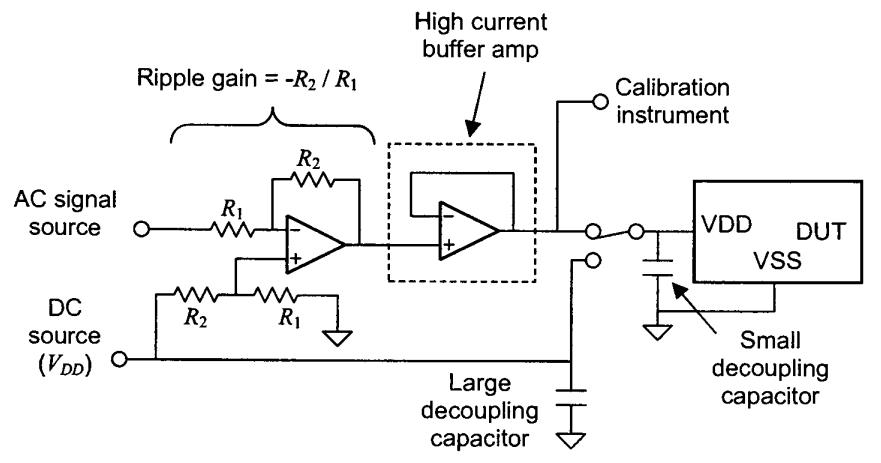 High current
buffer amp
Ripple gain = -R2 / R1
Calibration
instrument
R2
AC signal
source
R1
-
+
-
+
VDD
DUT
VSS
R2
R1
DC
source
(VDD)
Small
decoupling
capacitor
Large
decoupling
capacitor